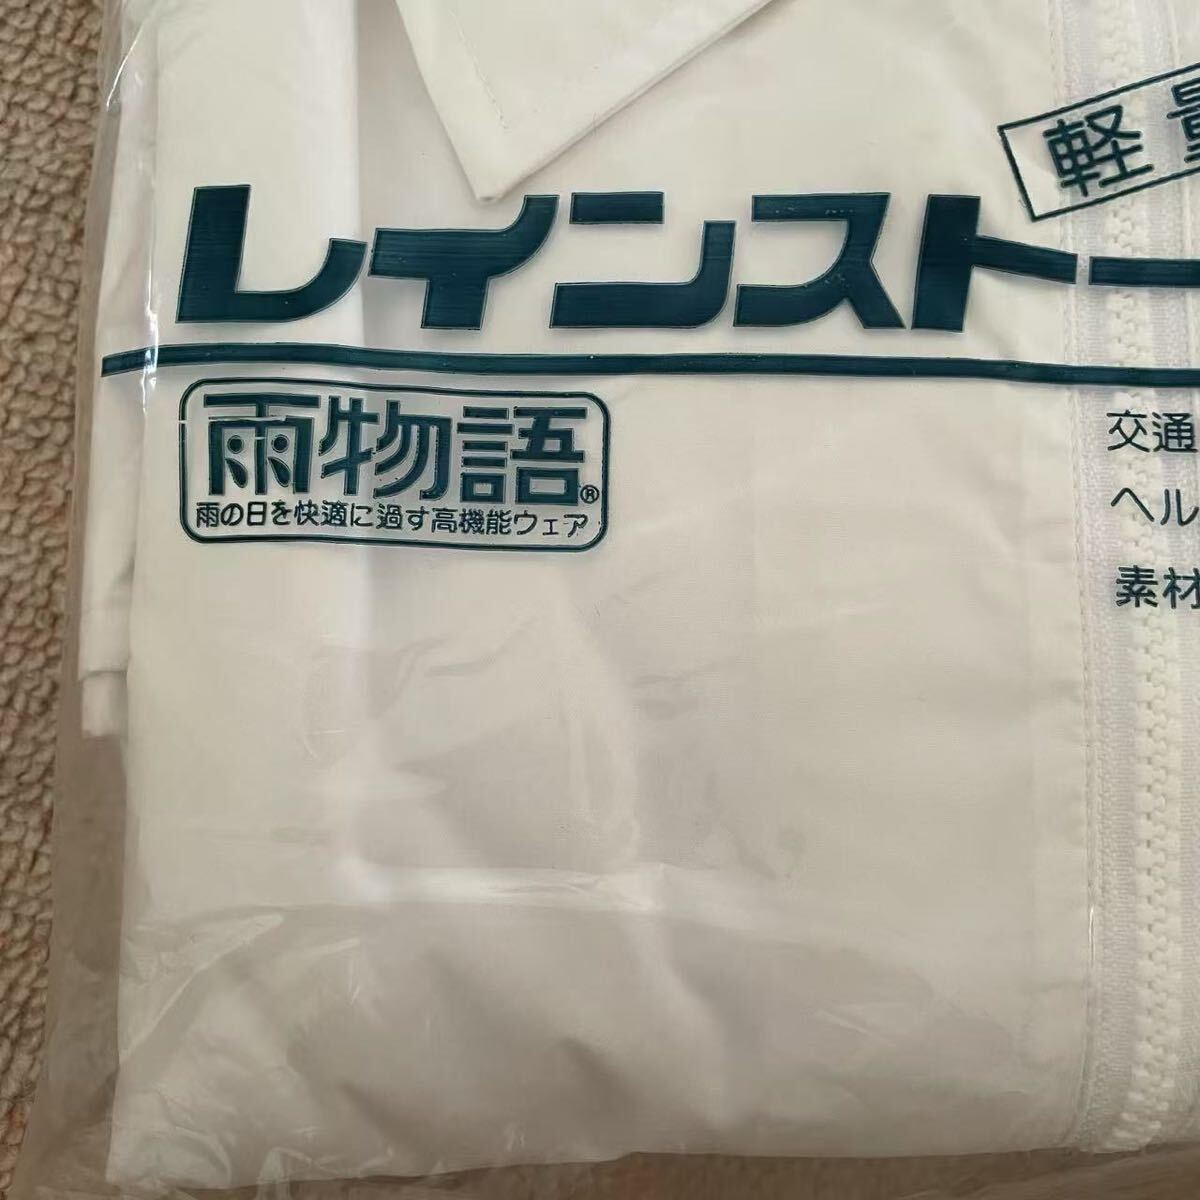 軽量
レインストー
雨物語®
雨の日を快適に過す高機能ウェア
交通
ヘル
素材